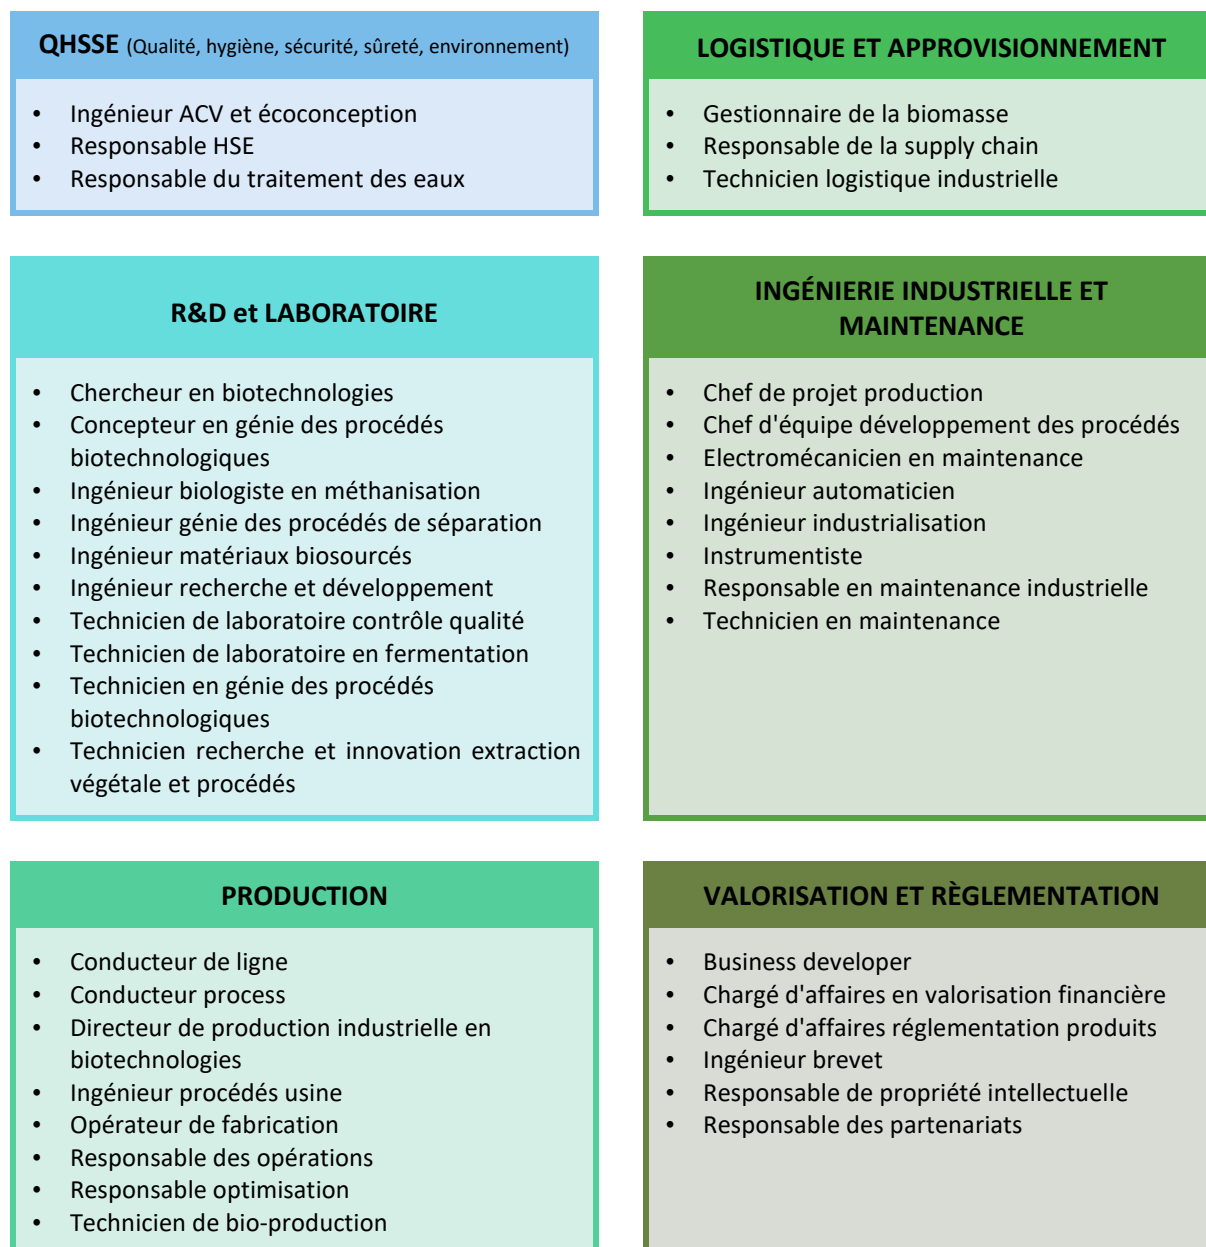 QHSSE (Qualité, hygiène, sécurité, sûreté, environnement)
• Ingénieur ACV et écoconception
• Responsable HSE
• Responsable du traitement des eaux
LOGISTIQUE ET APPROVISIONNEMENT
• Gestionnaire de la biomasse
• Responsable de la supply chain
• Technicien logistique industrielle
R&D et LABORATOIRE
• Chercheur en biotechnologies
• Concepteur en génie des procédés
biotechnologiques
• Ingénieur biologiste en méthanisation
• Ingénieur génie des procédés de séparation
• Ingénieur matériaux biosourcés
• Ingénieur recherche et développement
• Technicien de laboratoire contrôle qualité
• Technicien de laboratoire en fermentation
• Technicien en génie des procédés
biotechnologiques
• Technicien recherche et innovation extraction
végétale et procédés
INGÉNIERIE INDUSTRIELLE ET
MAINTENANCE
• Chef de projet production
• Chef d'équipe développement des procédés
• Electromécanicien en maintenance
• Ingénieur automaticien
• Ingénieur industrialisation
• Instrumentiste
• Responsable en maintenance industrielle
• Technicien en maintenance
PRODUCTION
• Conducteur de ligne
• Conducteur process
• Directeur de production industrielle en
biotechnologies
• Ingénieur procédés usine
• Opérateur de fabrication
• Responsable des opérations
• Responsable optimisation
• Technicien de bio-production
VALORISATION ET RÈGLEMENTATION
• Business developer
• Chargé d'affaires en valorisation financière
• Chargé d'affaires réglementation produits
• Ingénieur brevet
• Responsable de propriété intellectuelle
• Responsable des partenariats